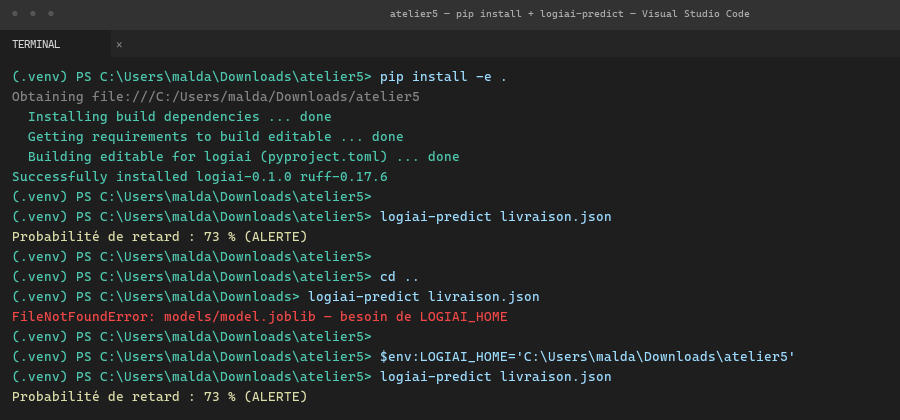 atelier5 — pip install + logiai-predict — Visual Studio Code
TERMINAL ×
(.venv) PS C:\Users\malda\Downloads\atelier5> pip install -e .
Obtaining file:///C:/Users/malda/Downloads/atelier5
Installing build dependencies ... done
Getting requirements to build editable ... done
Building editable for logiai (pyproject.toml) ... done
Successfully installed logiai-0.1.0 ruff-0.17.6
(.venv) PS C:\Users\malda\Downloads\atelier5>
(.venv) PS C:\Users\malda\Downloads\atelier5> logiai-predict livraison.json
Probabilité de retard : 73 % (ALERTE)
(.venv) PS C:\Users\malda\Downloads\atelier5>
(.venv) PS C:\Users\malda\Downloads\atelier5> cd ..
(.venv) PS C:\Users\malda\Downloads> logiai-predict livraison.json
FileNotFoundError: models/model.joblib — besoin de LOGIAI_HOME
(.venv) PS C:\Users\malda\Downloads\atelier5>
(.venv) PS C:\Users\malda\Downloads\atelier5> $env:LOGIAI_HOME='C:\Users\malda\Downloads\atelier5'
(.venv) PS C:\Users\malda\Downloads\atelier5> logiai-predict livraison.json
Probabilité de retard : 73 % (ALERTE)